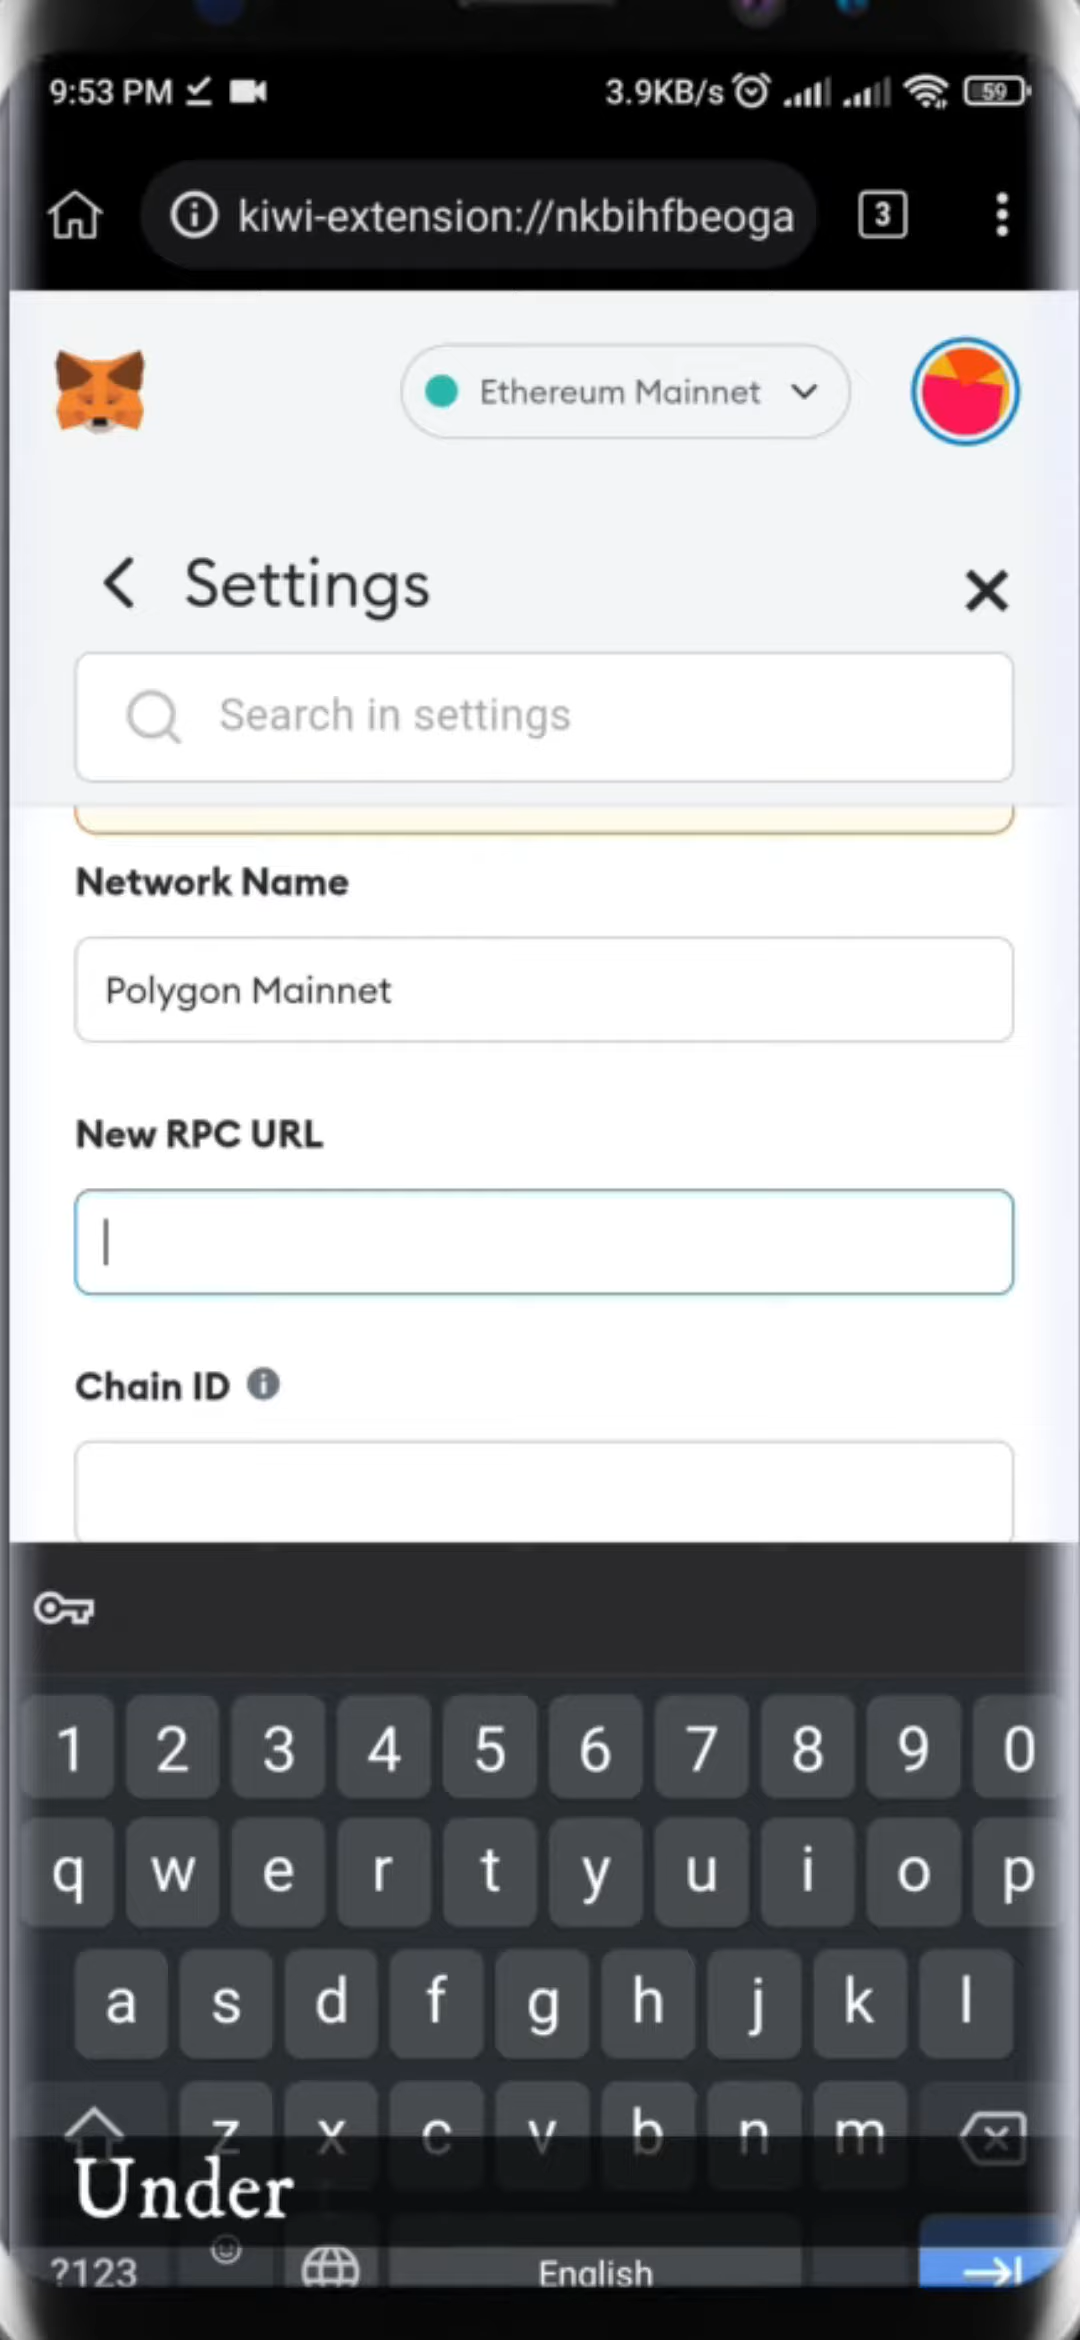 9:53 PM
3.9KB/s
59
kiwi-extension://nkbihfbeoga
3
Ethereum Mainnet
Settings
Search in settings
Network Name
Polygon Mainnet
New RPC URL
Chain ID
1 2 3 4 5 6 7 8 9 0
q w e r t y u i o p
a s d f g h j k l
z x c v b n m
Under
?123
English